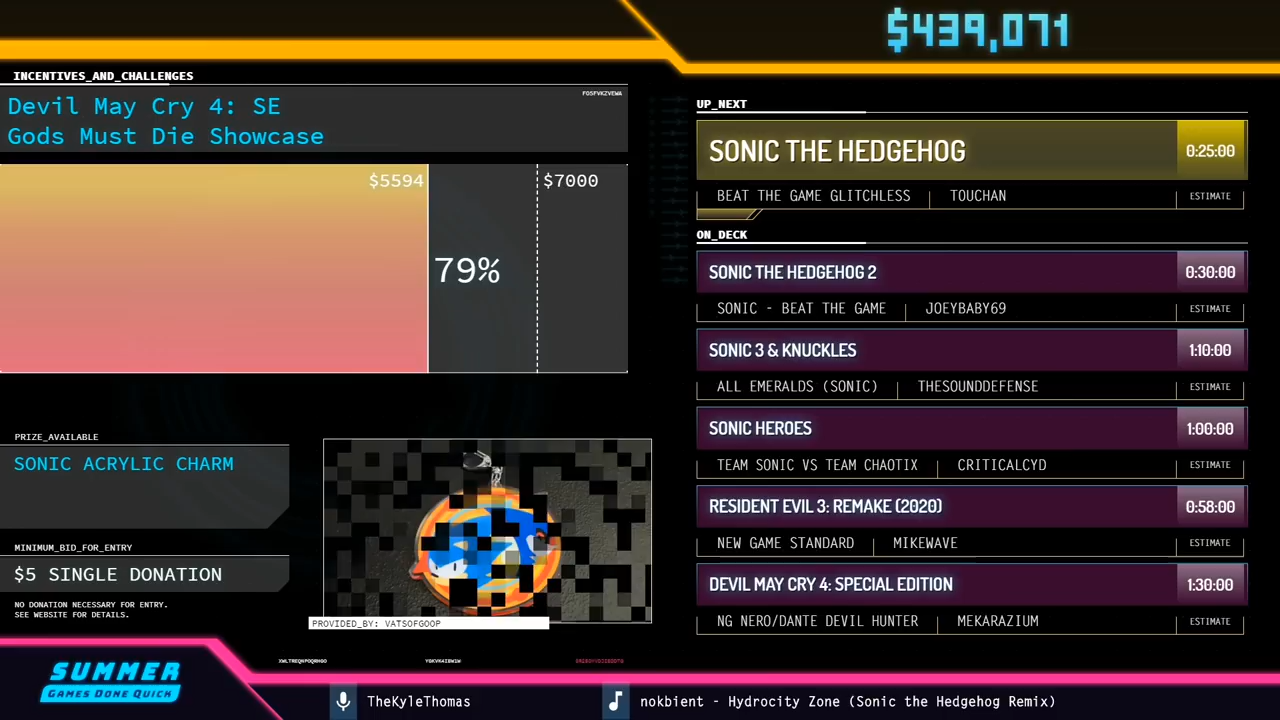 $439,071
INCENTIVES_AND_CHALLENGES
Devil May Cry 4: SE
Gods Must Die Showcase
$5594
$7000
79%
PRIZE_AVAILABLE
SONIC ACRYLIC CHARM
MINIMUM_BID_FOR_ENTRY
$5 SINGLE DONATION
NO DONATION NECESSARY FOR ENTRY.
SEE WEBSITE FOR DETAILS.
PROVIDED_BY: VATSOFGOOP
UP_NEXT
SONIC THE HEDGEHOG 0:25:00
BEAT THE GAME GLITCHLESS TOUCHAN ESTIMATE
ON_DECK
SONIC THE HEDGEHOG 2 0:30:00
SONIC - BEAT THE GAME JOEYBABY69 ESTIMATE
SONIC 3 & KNUCKLES 1:10:00
ALL EMERALDS (SONIC) THESOUNDDEFENSE ESTIMATE
SONIC HEROES 1:00:00
TEAM SONIC VS TEAM CHAOTIX CRITICALCYD ESTIMATE
RESIDENT EVIL 3: REMAKE (2020) 0:58:00
NEW GAME STANDARD MIKEWAVE ESTIMATE
DEVIL MAY CRY 4: SPECIAL EDITION 1:30:00
NG NERO/DANTE DEVIL HUNTER MEKARAZIUM ESTIMATE
SUMMER
GAMES DONE QUICK
TheKyleThomas
nokbient - Hydrocity Zone (Sonic the Hedgehog Remix)